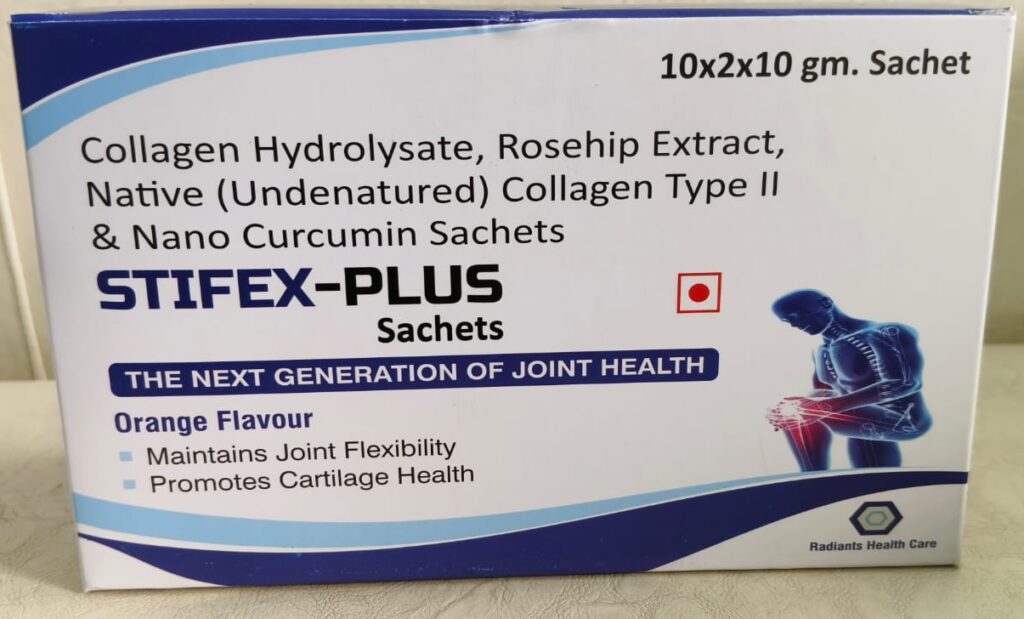 10x2x10 gm. Sachet
Collagen Hydrolysate, Rosehip Extract,
Native (Undenatured) Collagen Type II
& Nano Curcumin Sachets
STIFEX-PLUS
Sachets
THE NEXT GENERATION OF JOINT HEALTH
Orange Flavour
Maintains Joint Flexibility
Promotes Cartilage Health
Radiants Health Care